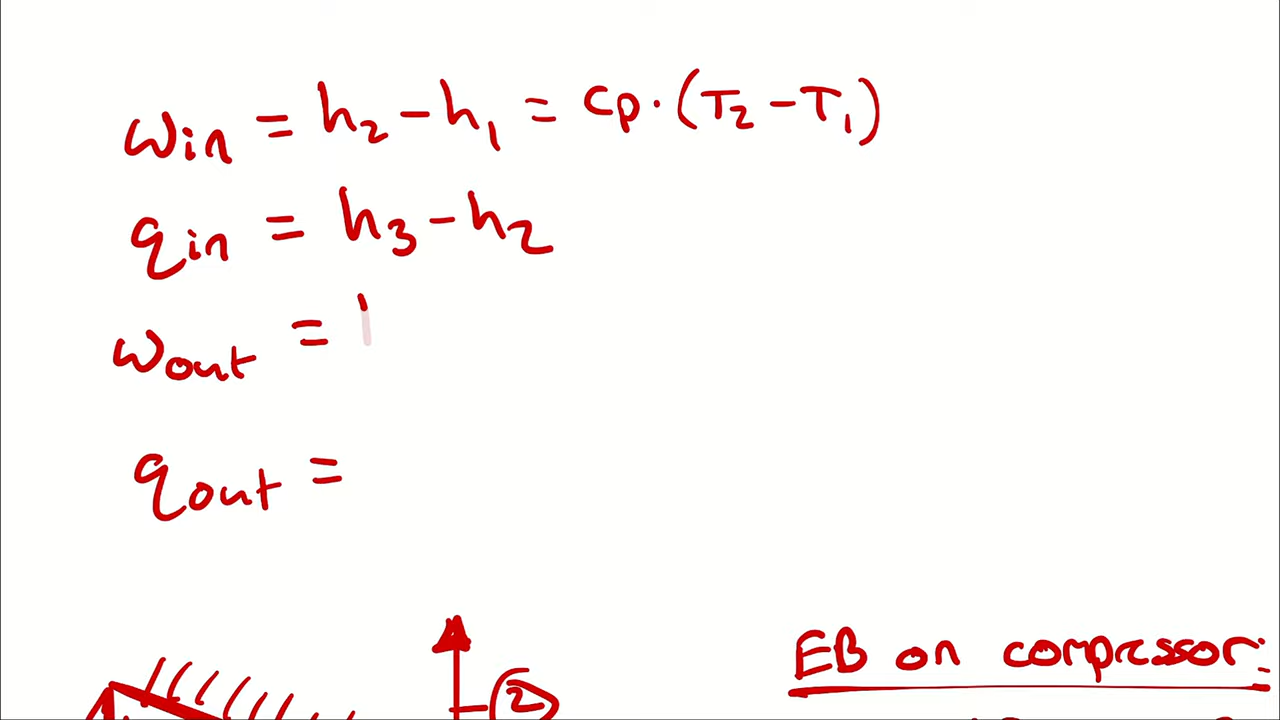 win = h2 - h1 = cp · (T2 - T1)
qin = h3 - h2
wout =
qout =
2
EB on compressor: